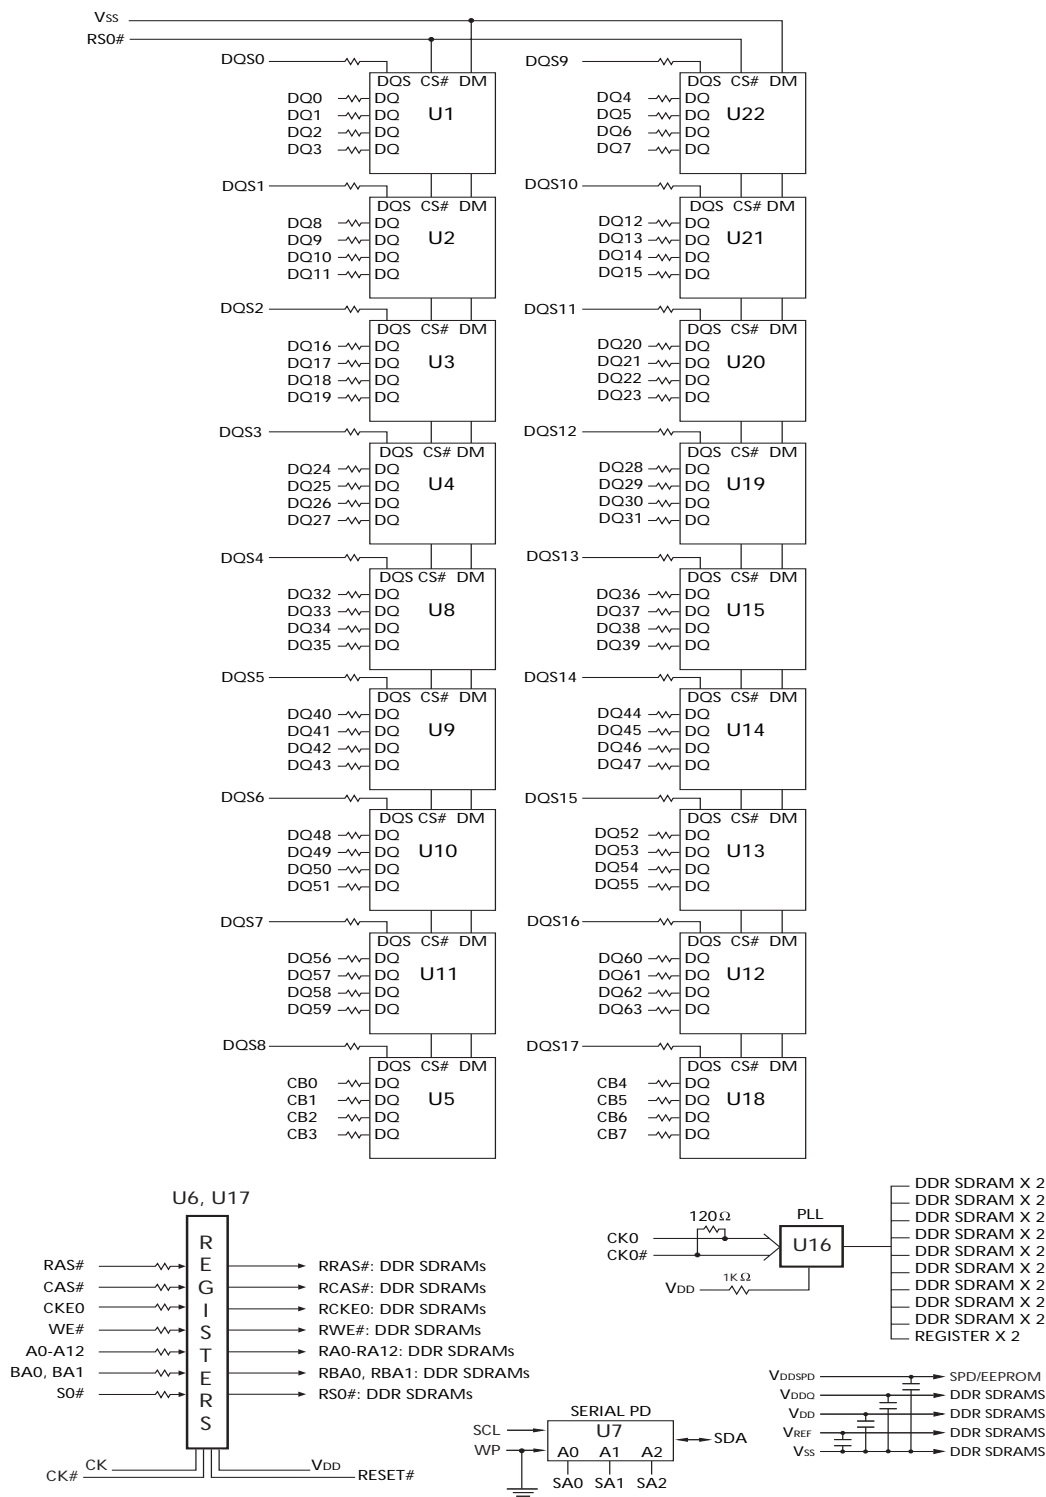 Vss
RS0#
DQS0
DQS CS# DM
DQ0 DQ
DQ1 DQ
DQ2 DQ
DQ3 DQ
U1
DQS9
DQS CS# DM
DQ4 DQ
DQ5 DQ
DQ6 DQ
DQ7 DQ
U22
DQS1
DQS CS# DM
DQ8 DQ
DQ9 DQ
DQ10 DQ
DQ11 DQ
U2
DQS10
DQS CS# DM
DQ12 DQ
DQ13 DQ
DQ14 DQ
DQ15 DQ
U21
DQS2
DQS CS# DM
DQ16 DQ
DQ17 DQ
DQ18 DQ
DQ19 DQ
U3
DQS11
DQS CS# DM
DQ20 DQ
DQ21 DQ
DQ22 DQ
DQ23 DQ
U20
DQS3
DQS CS# DM
DQ24 DQ
DQ25 DQ
DQ26 DQ
DQ27 DQ
U4
DQS12
DQS CS# DM
DQ28 DQ
DQ29 DQ
DQ30 DQ
DQ31 DQ
U19
DQS4
DQS CS# DM
DQ32 DQ
DQ33 DQ
DQ34 DQ
DQ35 DQ
U8
DQS13
DQS CS# DM
DQ36 DQ
DQ37 DQ
DQ38 DQ
DQ39 DQ
U15
DQS5
DQS CS# DM
DQ40 DQ
DQ41 DQ
DQ42 DQ
DQ43 DQ
U9
DQS14
DQS CS# DM
DQ44 DQ
DQ45 DQ
DQ46 DQ
DQ47 DQ
U14
DQS6
DQS CS# DM
DQ48 DQ
DQ49 DQ
DQ50 DQ
DQ51 DQ
U10
DQS15
DQS CS# DM
DQ52 DQ
DQ53 DQ
DQ54 DQ
DQ55 DQ
U13
DQS7
DQS CS# DM
DQ56 DQ
DQ57 DQ
DQ58 DQ
DQ59 DQ
U11
DQS16
DQS CS# DM
DQ60 DQ
DQ61 DQ
DQ62 DQ
DQ63 DQ
U12
DQS8
DQS CS# DM
CB0 DQ
CB1 DQ
CB2 DQ
CB3 DQ
U5
DQS17
DQS CS# DM
CB4 DQ
CB5 DQ
CB6 DQ
CB7 DQ
U18
U6, U17
REGISTERS
RAS#
CAS#
CKE0
WE#
A0-A12
BA0, BA1
S0#
RRAS#: DDR SDRAMs
RCAS#: DDR SDRAMs
RCKE0: DDR SDRAMs
RWE#: DDR SDRAMs
RA0-RA12: DDR SDRAMs
RBA0, RBA1: DDR SDRAMs
RS0#: DDR SDRAMs
CK
CK#
VDD
RESET#
120Ω
PLL
CK0
CK0#
U16
VDD
1KΩ
DDR SDRAM X 2
DDR SDRAM X 2
DDR SDRAM X 2
DDR SDRAM X 2
DDR SDRAM X 2
DDR SDRAM X 2
DDR SDRAM X 2
DDR SDRAM X 2
DDR SDRAM X 2
REGISTER X 2
SERIAL PD
SCL
WP
U7
A0 A1 A2
SDA
SA0 SA1 SA2
VDDSPD SPD/EEPROM
VDDQ DDR SDRAMS
VDD DDR SDRAMS
VREF DDR SDRAMS
Vss DDR SDRAMS